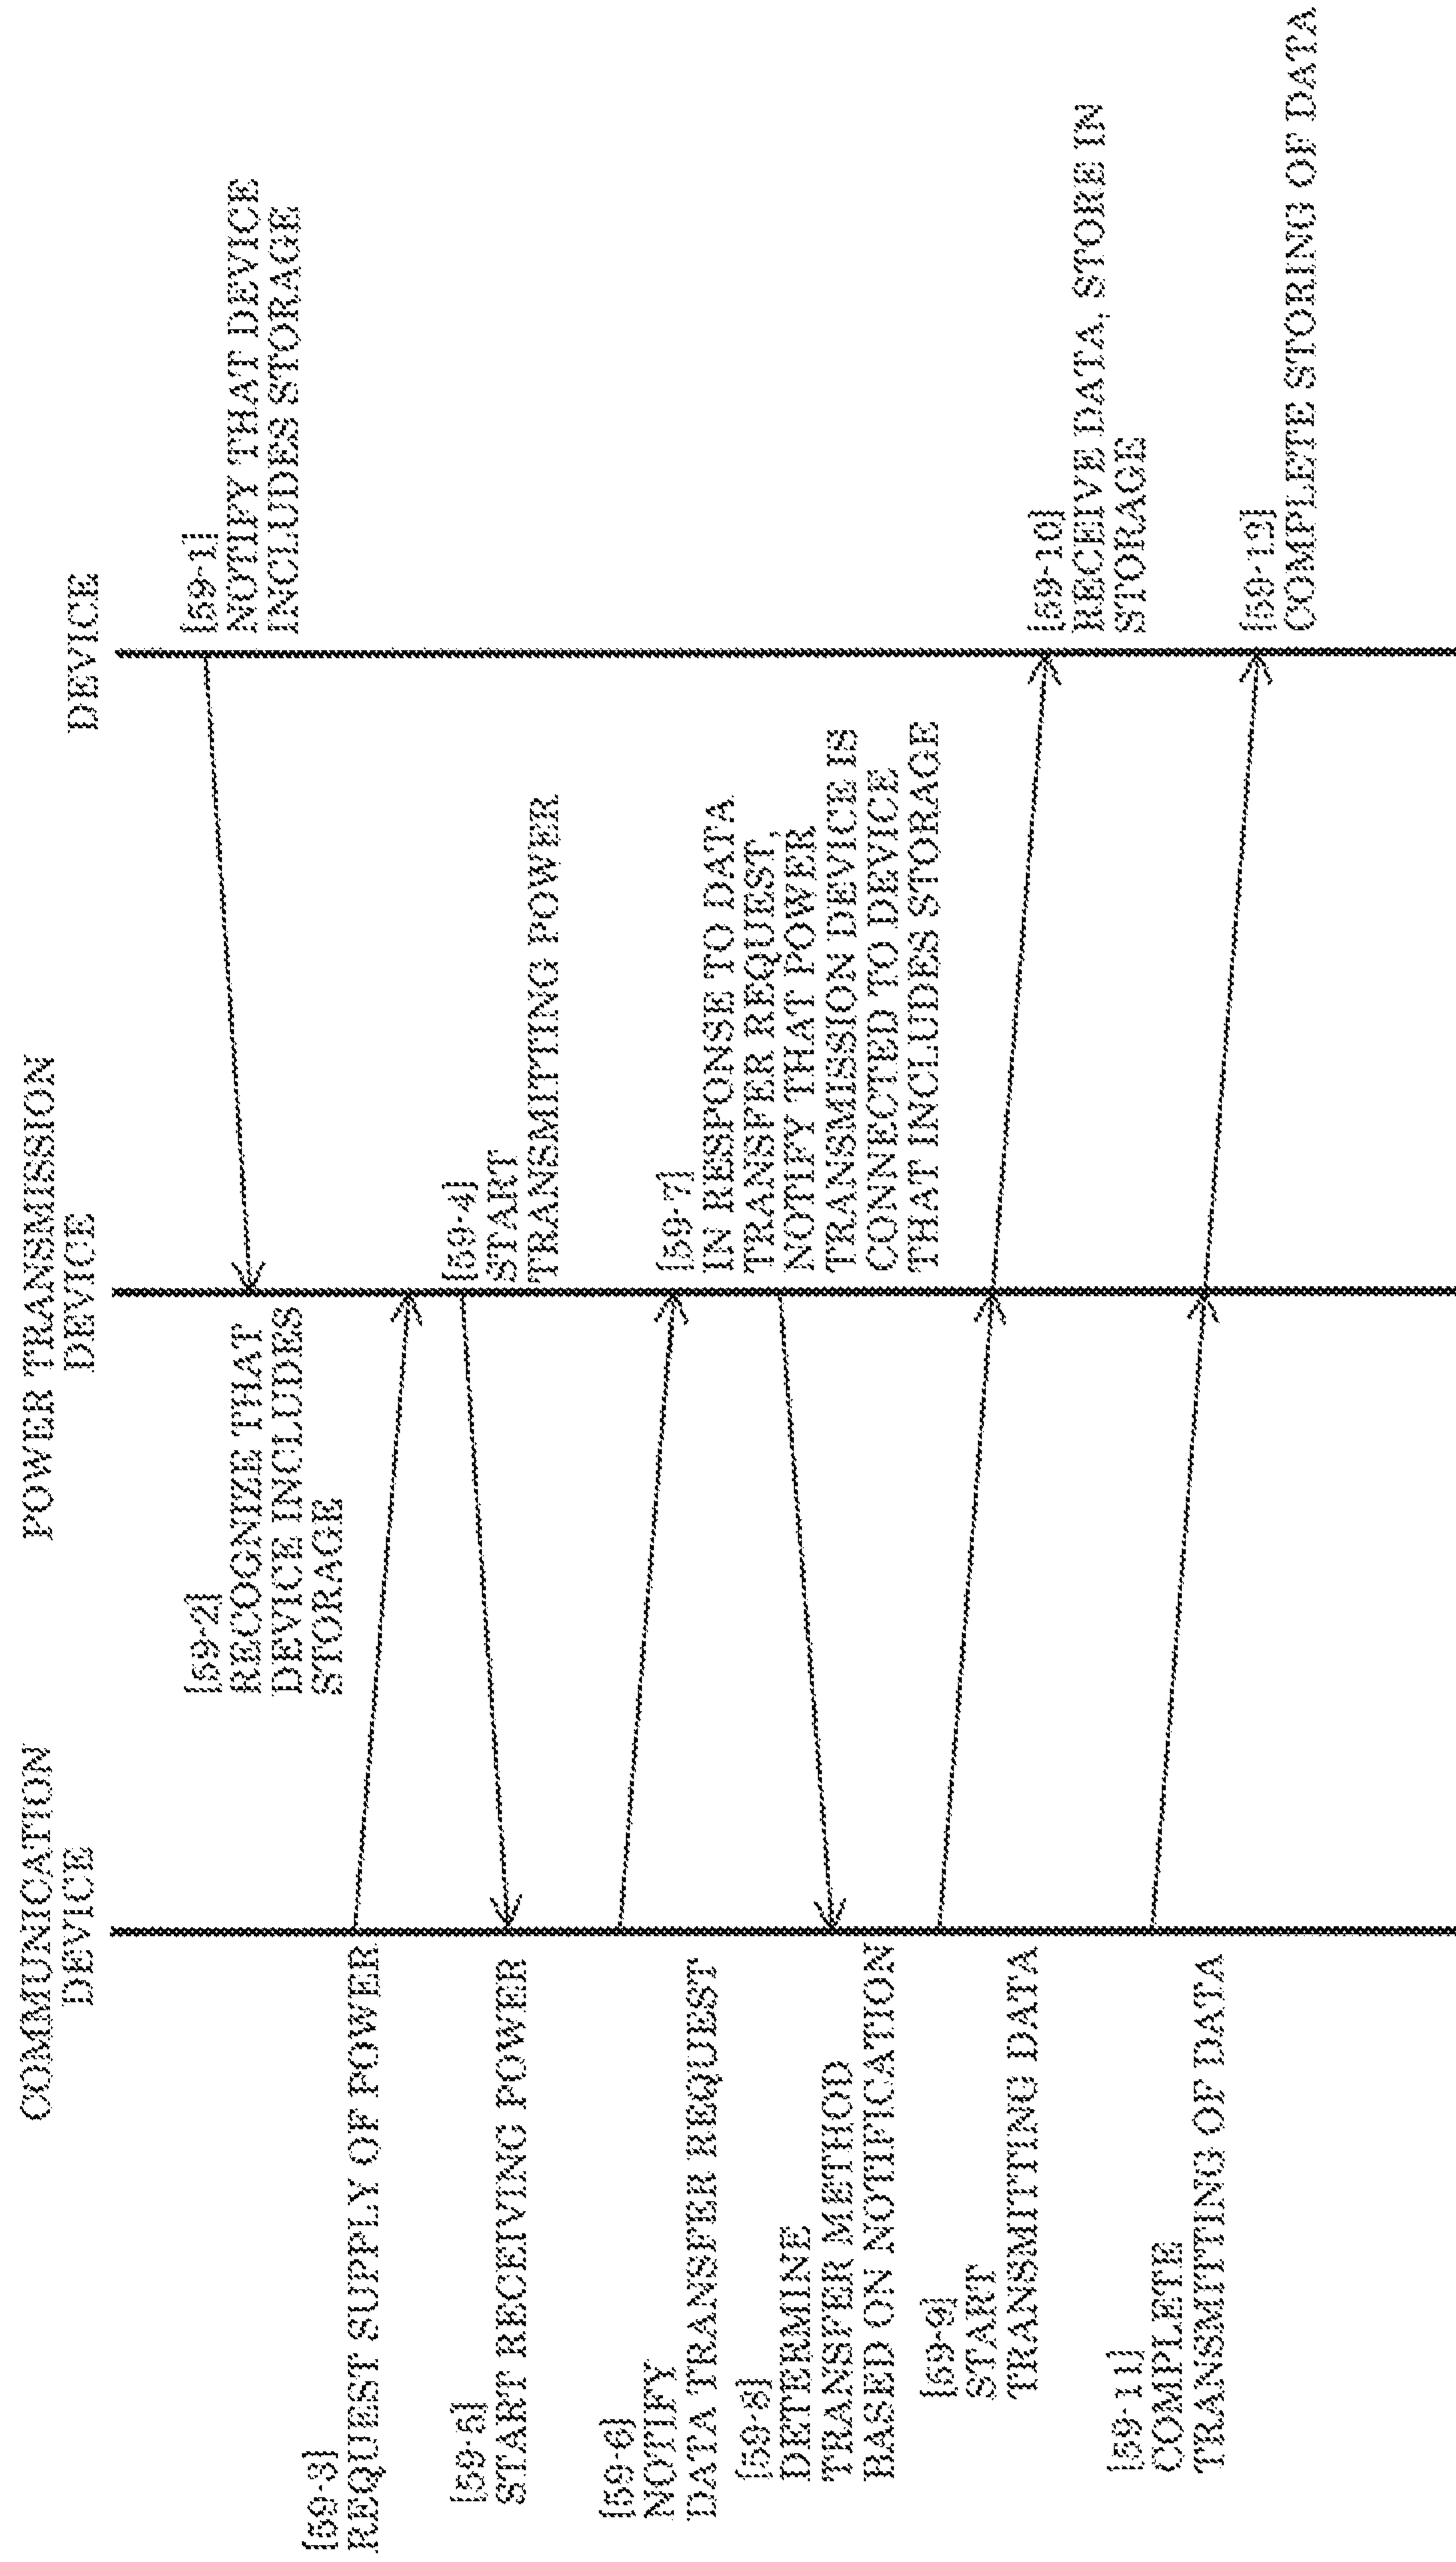 COMMUNICATION
DEVICE
POWER TRANSMISSION
DEVICE
DEVICE
[59-1]
NOTIFY THAT DEVICE
INCLUDES STORAGE
[59-2]
RECOGNIZE THAT
DEVICE INCLUDES
STORAGE
[59-3]
REQUEST SUPPLY OF POWER
[59-4]
START
TRANSMITING POWER
[59-5]
START RECEIVING POWER
[59-6]
NOTIFY
DATA TRANSFER REQUEST
[59-7]
IN RESPONSE TO DATA
TRANSFER REQUEST,
NOTIFY THAT POWER
TRANSMISSION DEVICE IS
CONNECTED TO DEVICE
THAT INCLUDES STORAGE
[59-8]
DETERMINE
TRANSFER METHOD
BASED ON NOTIFICATION
[59-9]
START
TRANSMITTING DATA
[59-10]
RECEIVE DATA, STORE IN
STORAGE
[59-11]
COMPLETE
TRANSMITTING OF DATA
[59-12]
COMPLETE STORING OF DATA